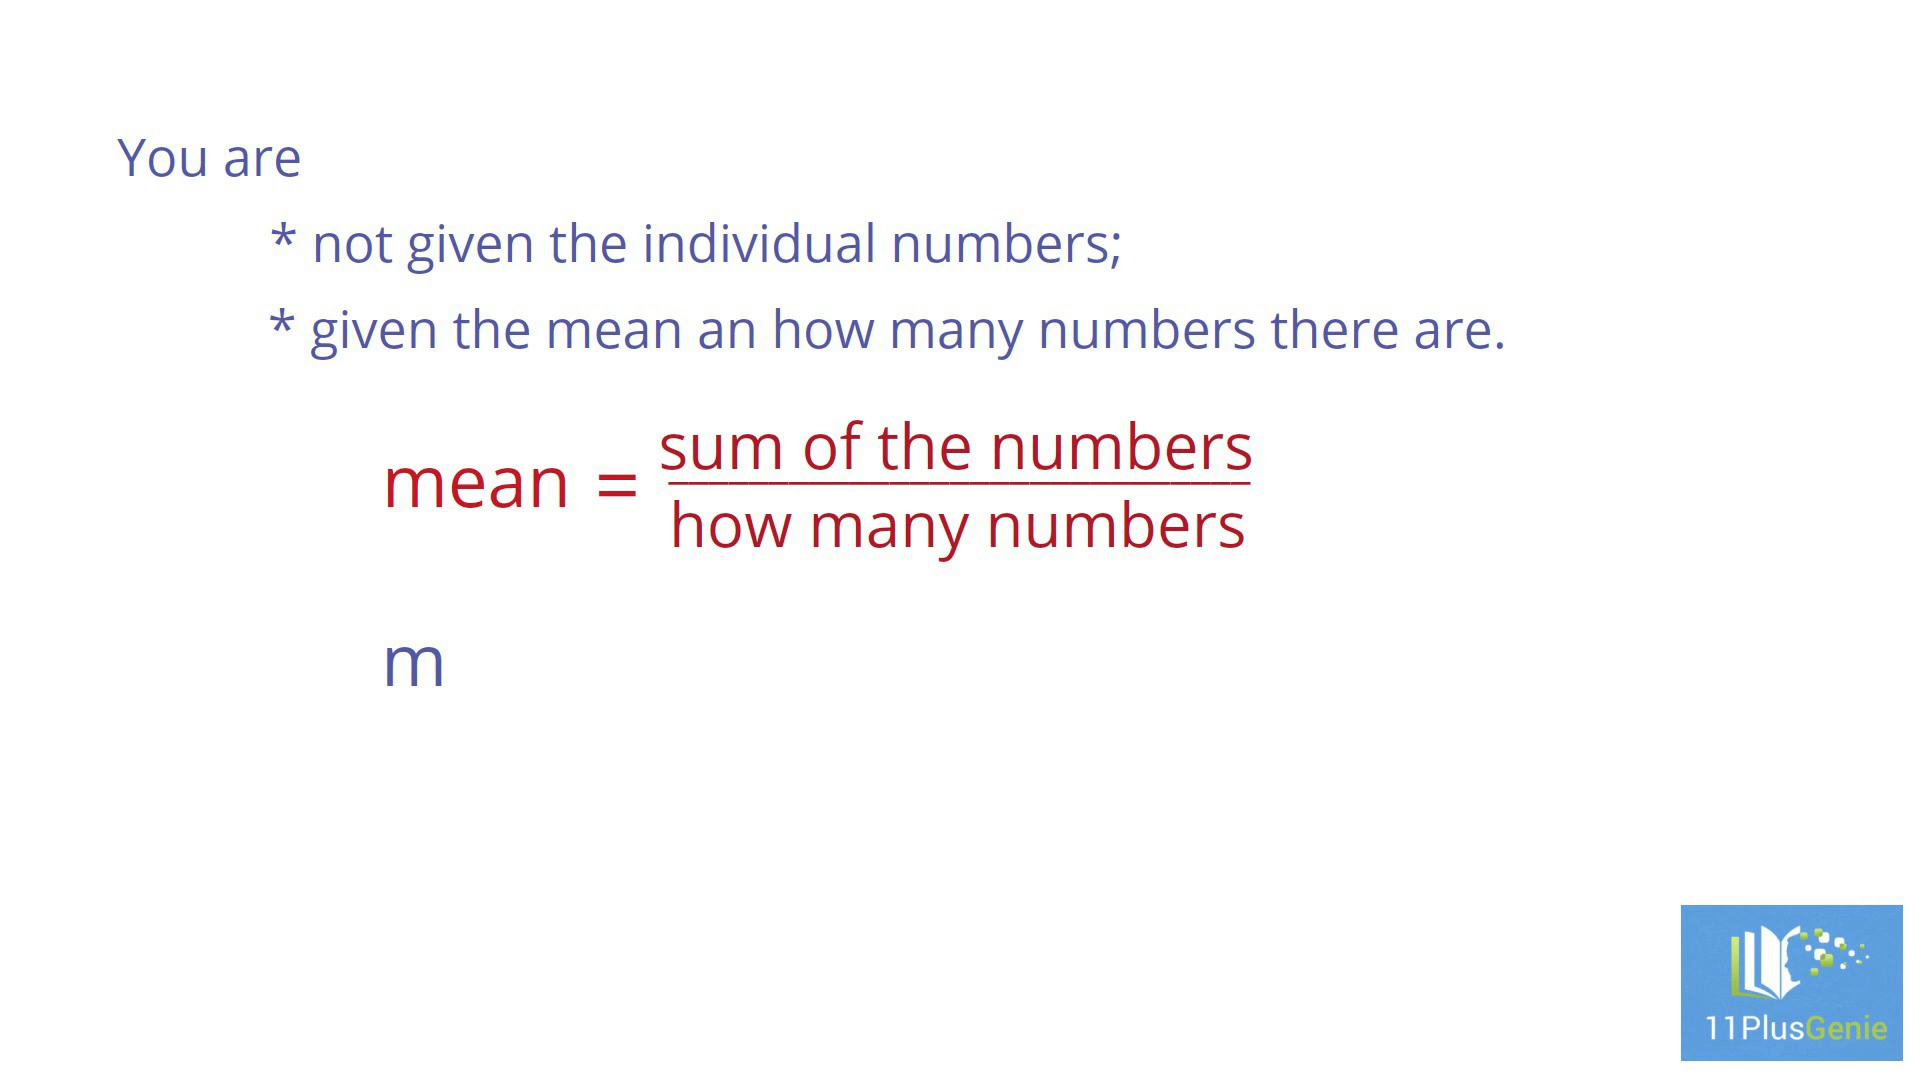 You are
* not given the individual numbers;
* given the mean an how many numbers there are.
mean = sum of the numbers
how many numbers
m
11PlusGenie